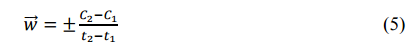 w⃗ = ± (C₂−C₁)/(t₂−t₁) (5)